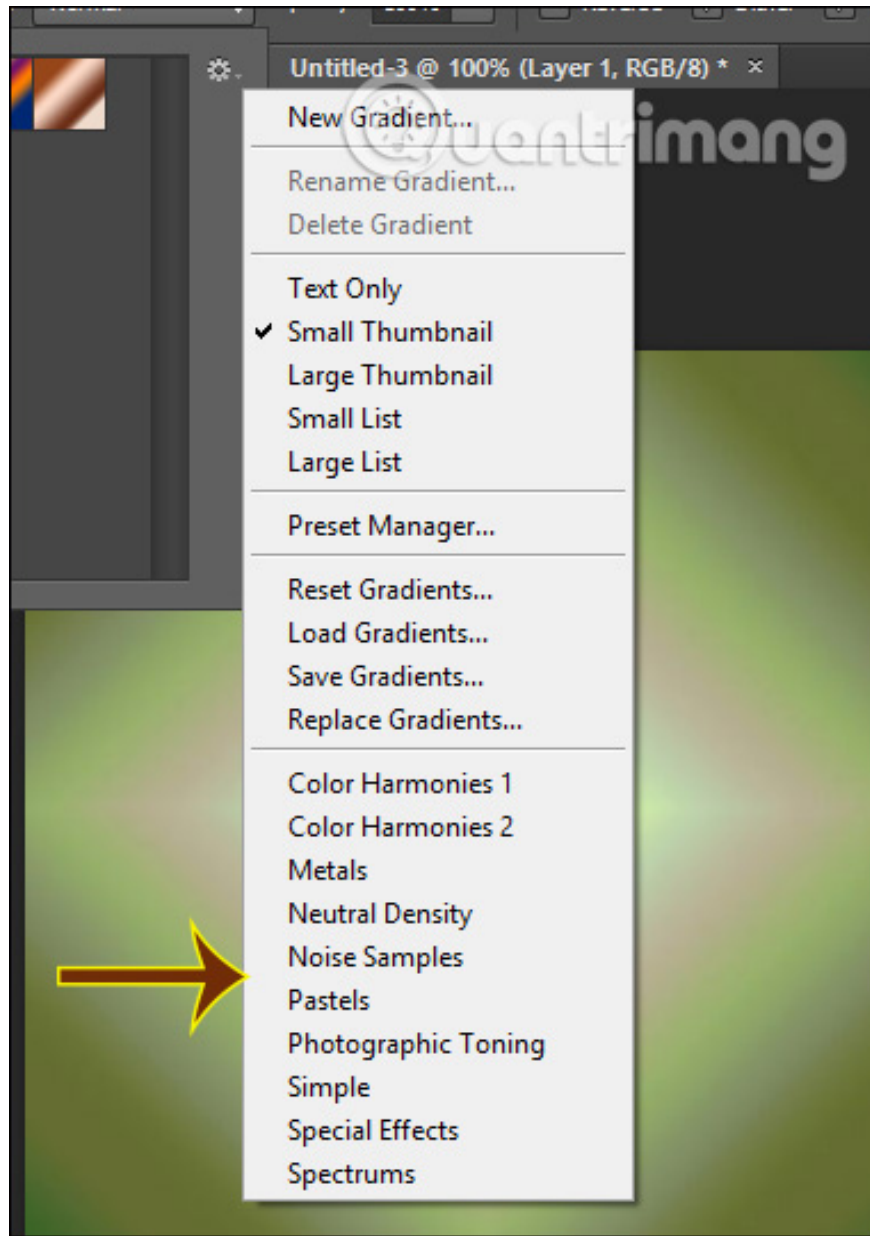 Untitled-3 @ 100% (Layer 1, RGB/8) * ×
Quantrimang
New Gradient...
Rename Gradient...
Delete Gradient
Text Only
Small Thumbnail
Large Thumbnail
Small List
Large List
Preset Manager...
Reset Gradients...
Load Gradients...
Save Gradients...
Replace Gradients...
Color Harmonies 1
Color Harmonies 2
Metals
Neutral Density
Noise Samples
Pastels
Photographic Toning
Simple
Special Effects
Spectrums